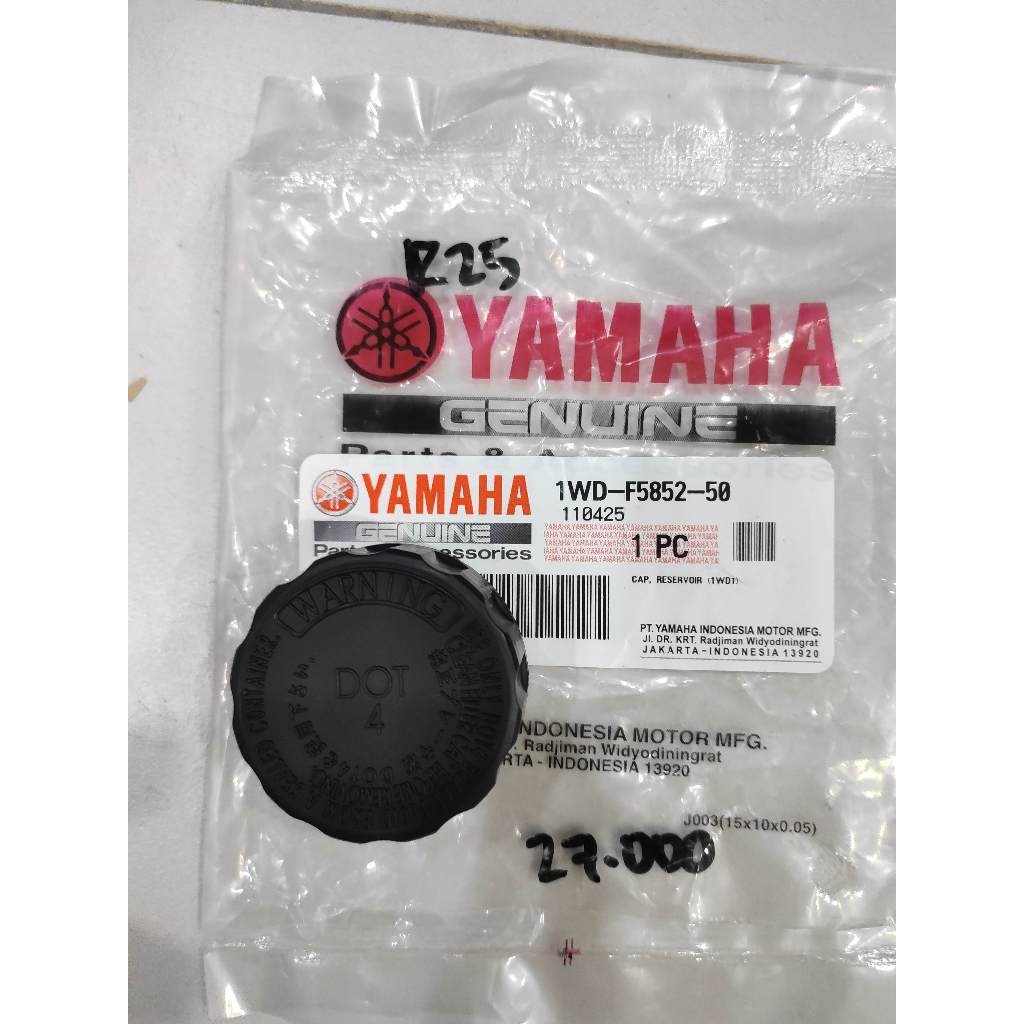 R25
YAMAHA
GENUINE
Parts & A
YAMAHA 1WD-F5852-50
GENUINE 110425
Par essories 1 PC
CAP, RESERVOIR (1WD1)
PT. YAMAHA INDONESIA MOTOR MFG.
Jl. DR. KRT. Radjiman Widyodiningrat
JAKARTA - INDONESIA 13920
WARNING
DOT
4
INDONESIA MOTOR MFG.
. Radjiman Widyodiningrat
RTA - INDONESIA 13920
J003(15x10x0.05)
27.000